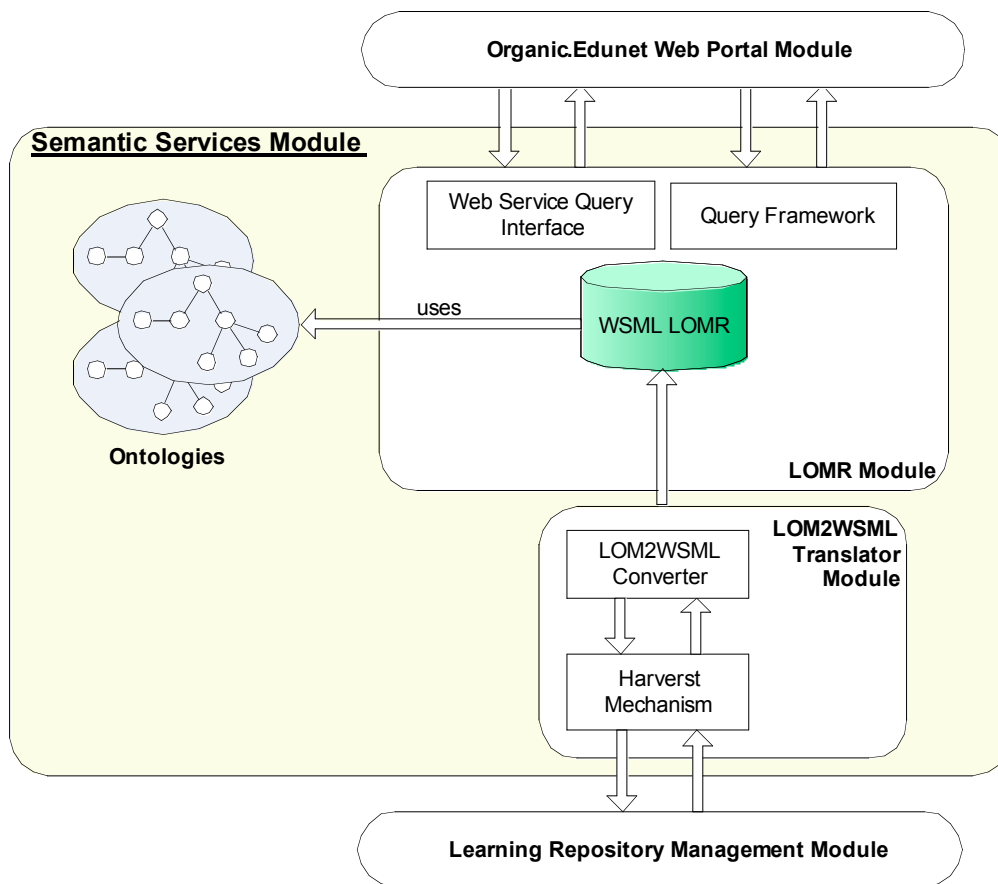 Organic.Edunet Web Portal Module
Semantic Services Module
Web Service Query
Interface
Query Framework
uses
WSML LOMR
Ontologies
LOMR Module
LOM2WSML
Translator
Module
LOM2WSML
Converter
Harverst
Mechanism
Learning Repository Management Module